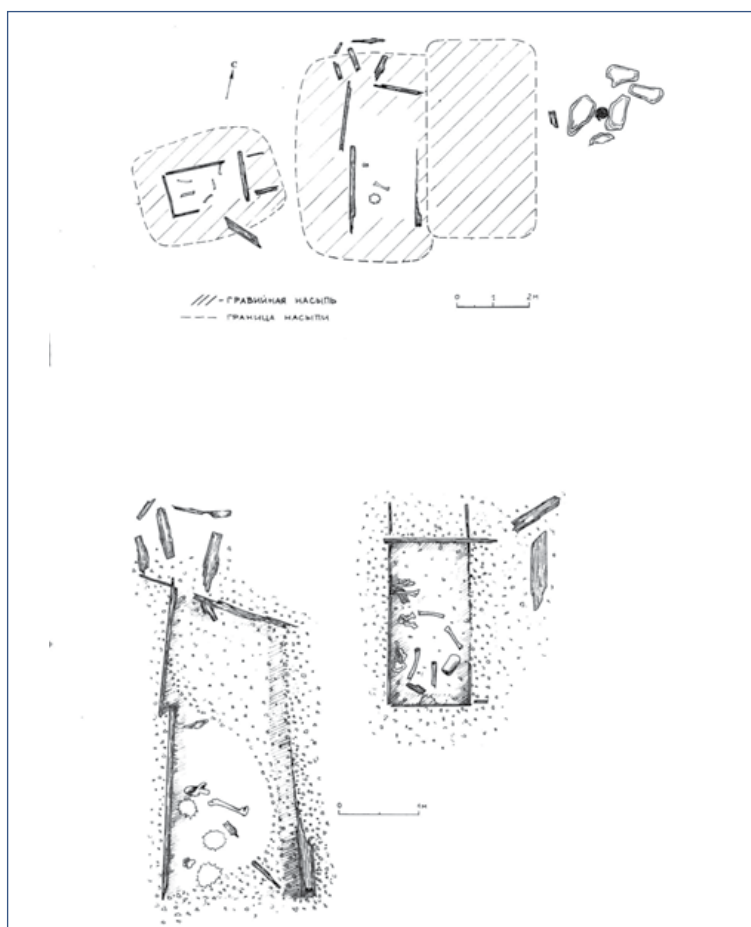 С
/// - ГРАВИЙНАЯ НАСЫПЬ
— — — ГРАНИЦА НАСЫПИ
0 1 2м
0 1м